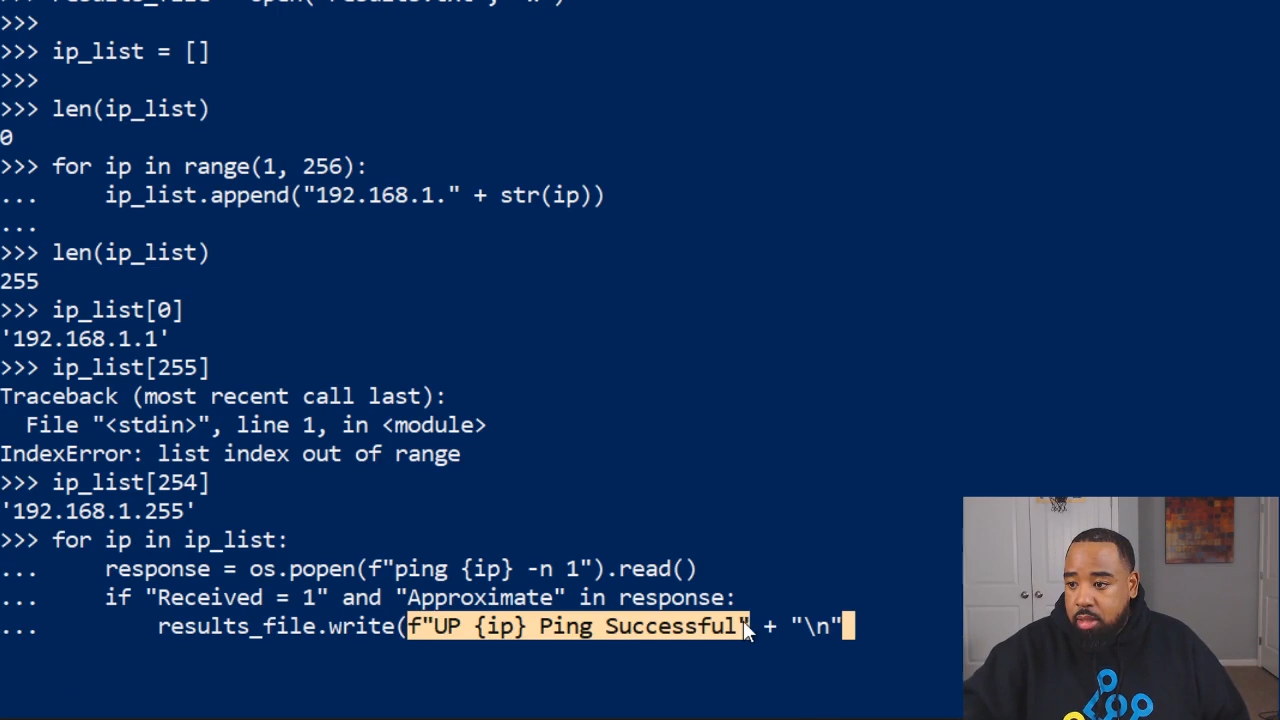 >>>
>>> ip_list = []
>>>
>>> len(ip_list)
0
>>> for ip in range(1, 256):
...     ip_list.append("192.168.1." + str(ip))
...
>>> len(ip_list)
255
>>> ip_list[0]
'192.168.1.1'
>>> ip_list[255]
Traceback (most recent call last):
  File "<stdin>", line 1, in <module>
IndexError: list index out of range
>>> ip_list[254]
'192.168.1.255'
>>> for ip in ip_list:
...     response = os.popen(f"ping {ip} -n 1").read()
...     if "Received = 1" and "Approximate" in response:
...         results_file.write(f"UP {ip} Ping Successful" + "\n"